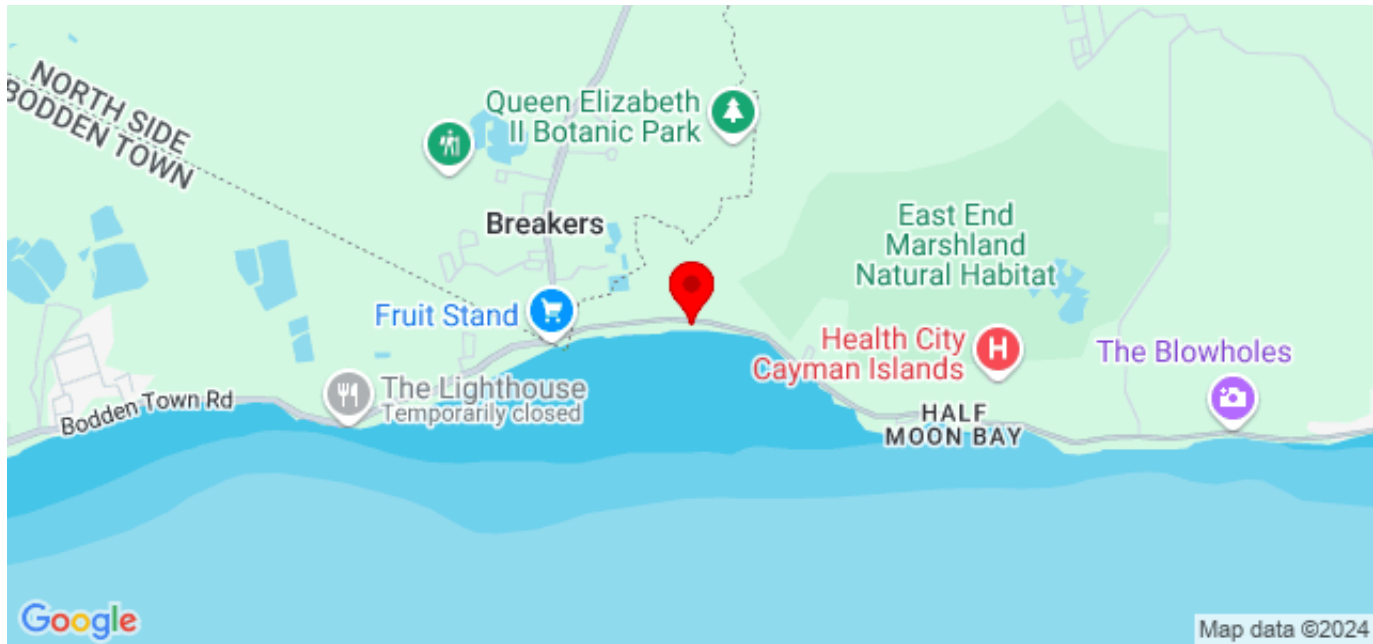 NORTH SIDE
BODDEN TOWN
Queen Elizabeth
II Botanic Park
Breakers
East End
Marshland
Natural Habitat
Fruit Stand
Health City
Cayman Islands
The Blowholes
The Lighthouse
Temporarily closed
Bodden Town Rd
HALF
MOON BAY
Google
Map data ©2024